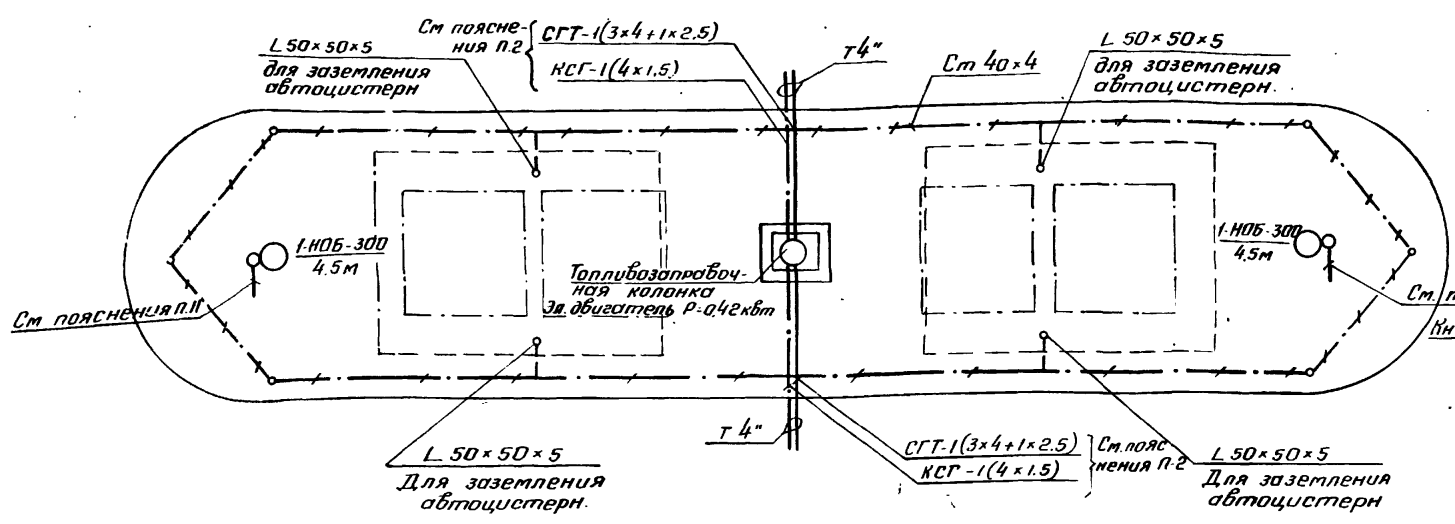 См поясне-
ния п.2
СГТ-1(3×4+1×2.5)
КСГ-1(4×1.5)
L 50×50×5
для заземления
автоцистерн
т 4"
Ст 40×4
L 50×50×5
для заземления
автоцистерн.
1-НОБ-300
4.5м
См пояснения п.11
Топливозаправоч-
ная колонка
Эл. двигатель Р=0,42квт
1-НОБ-300
4,5м
См. п
Кн
т 4"
L 50×50×5
Для заземления
автоцистерн.
СГТ-1(3×4+1×2.5)
КСГ-1(4×1.5)
См. пояс
нения п-2
L 50×50×5
Для заземления
автоцистерн